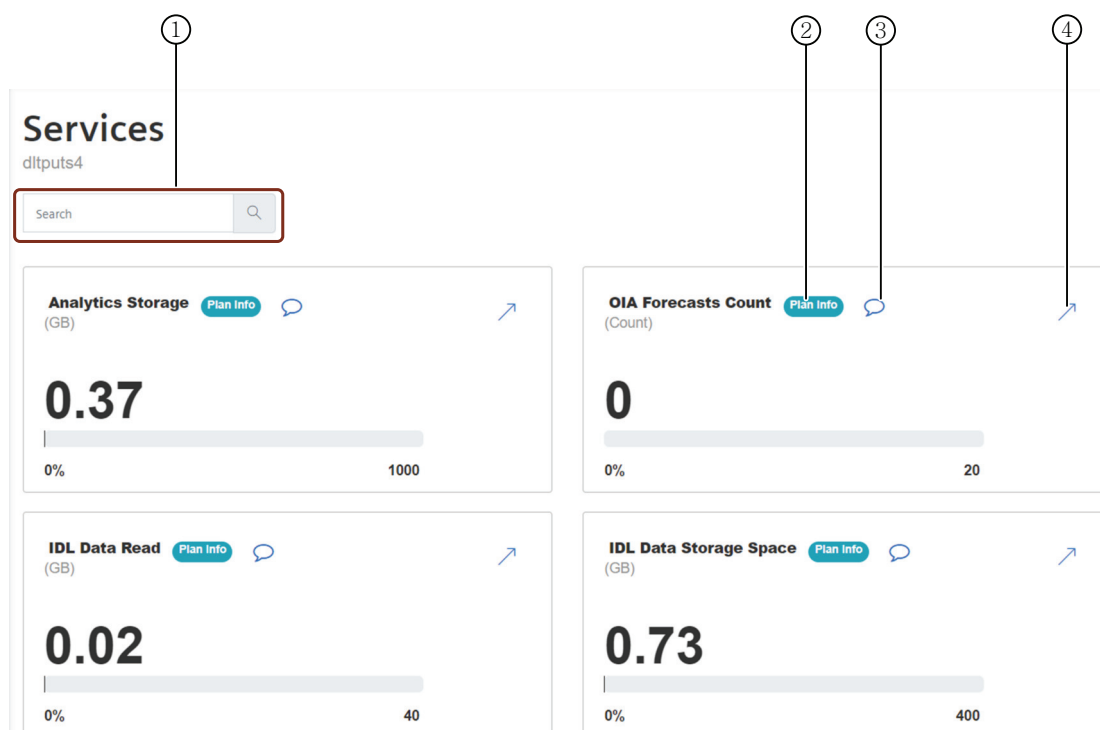 ① ② ③ ④
Services
dltputs4
Search
Analytics Storage Plan Info
(GB)
0.37
0% 1000
OIA Forecasts Count Plan Info
(Count)
0
0% 20
IDL Data Read Plan Info
(GB)
0.02
0% 40
IDL Data Storage Space Plan Info
(GB)
0.73
0% 400